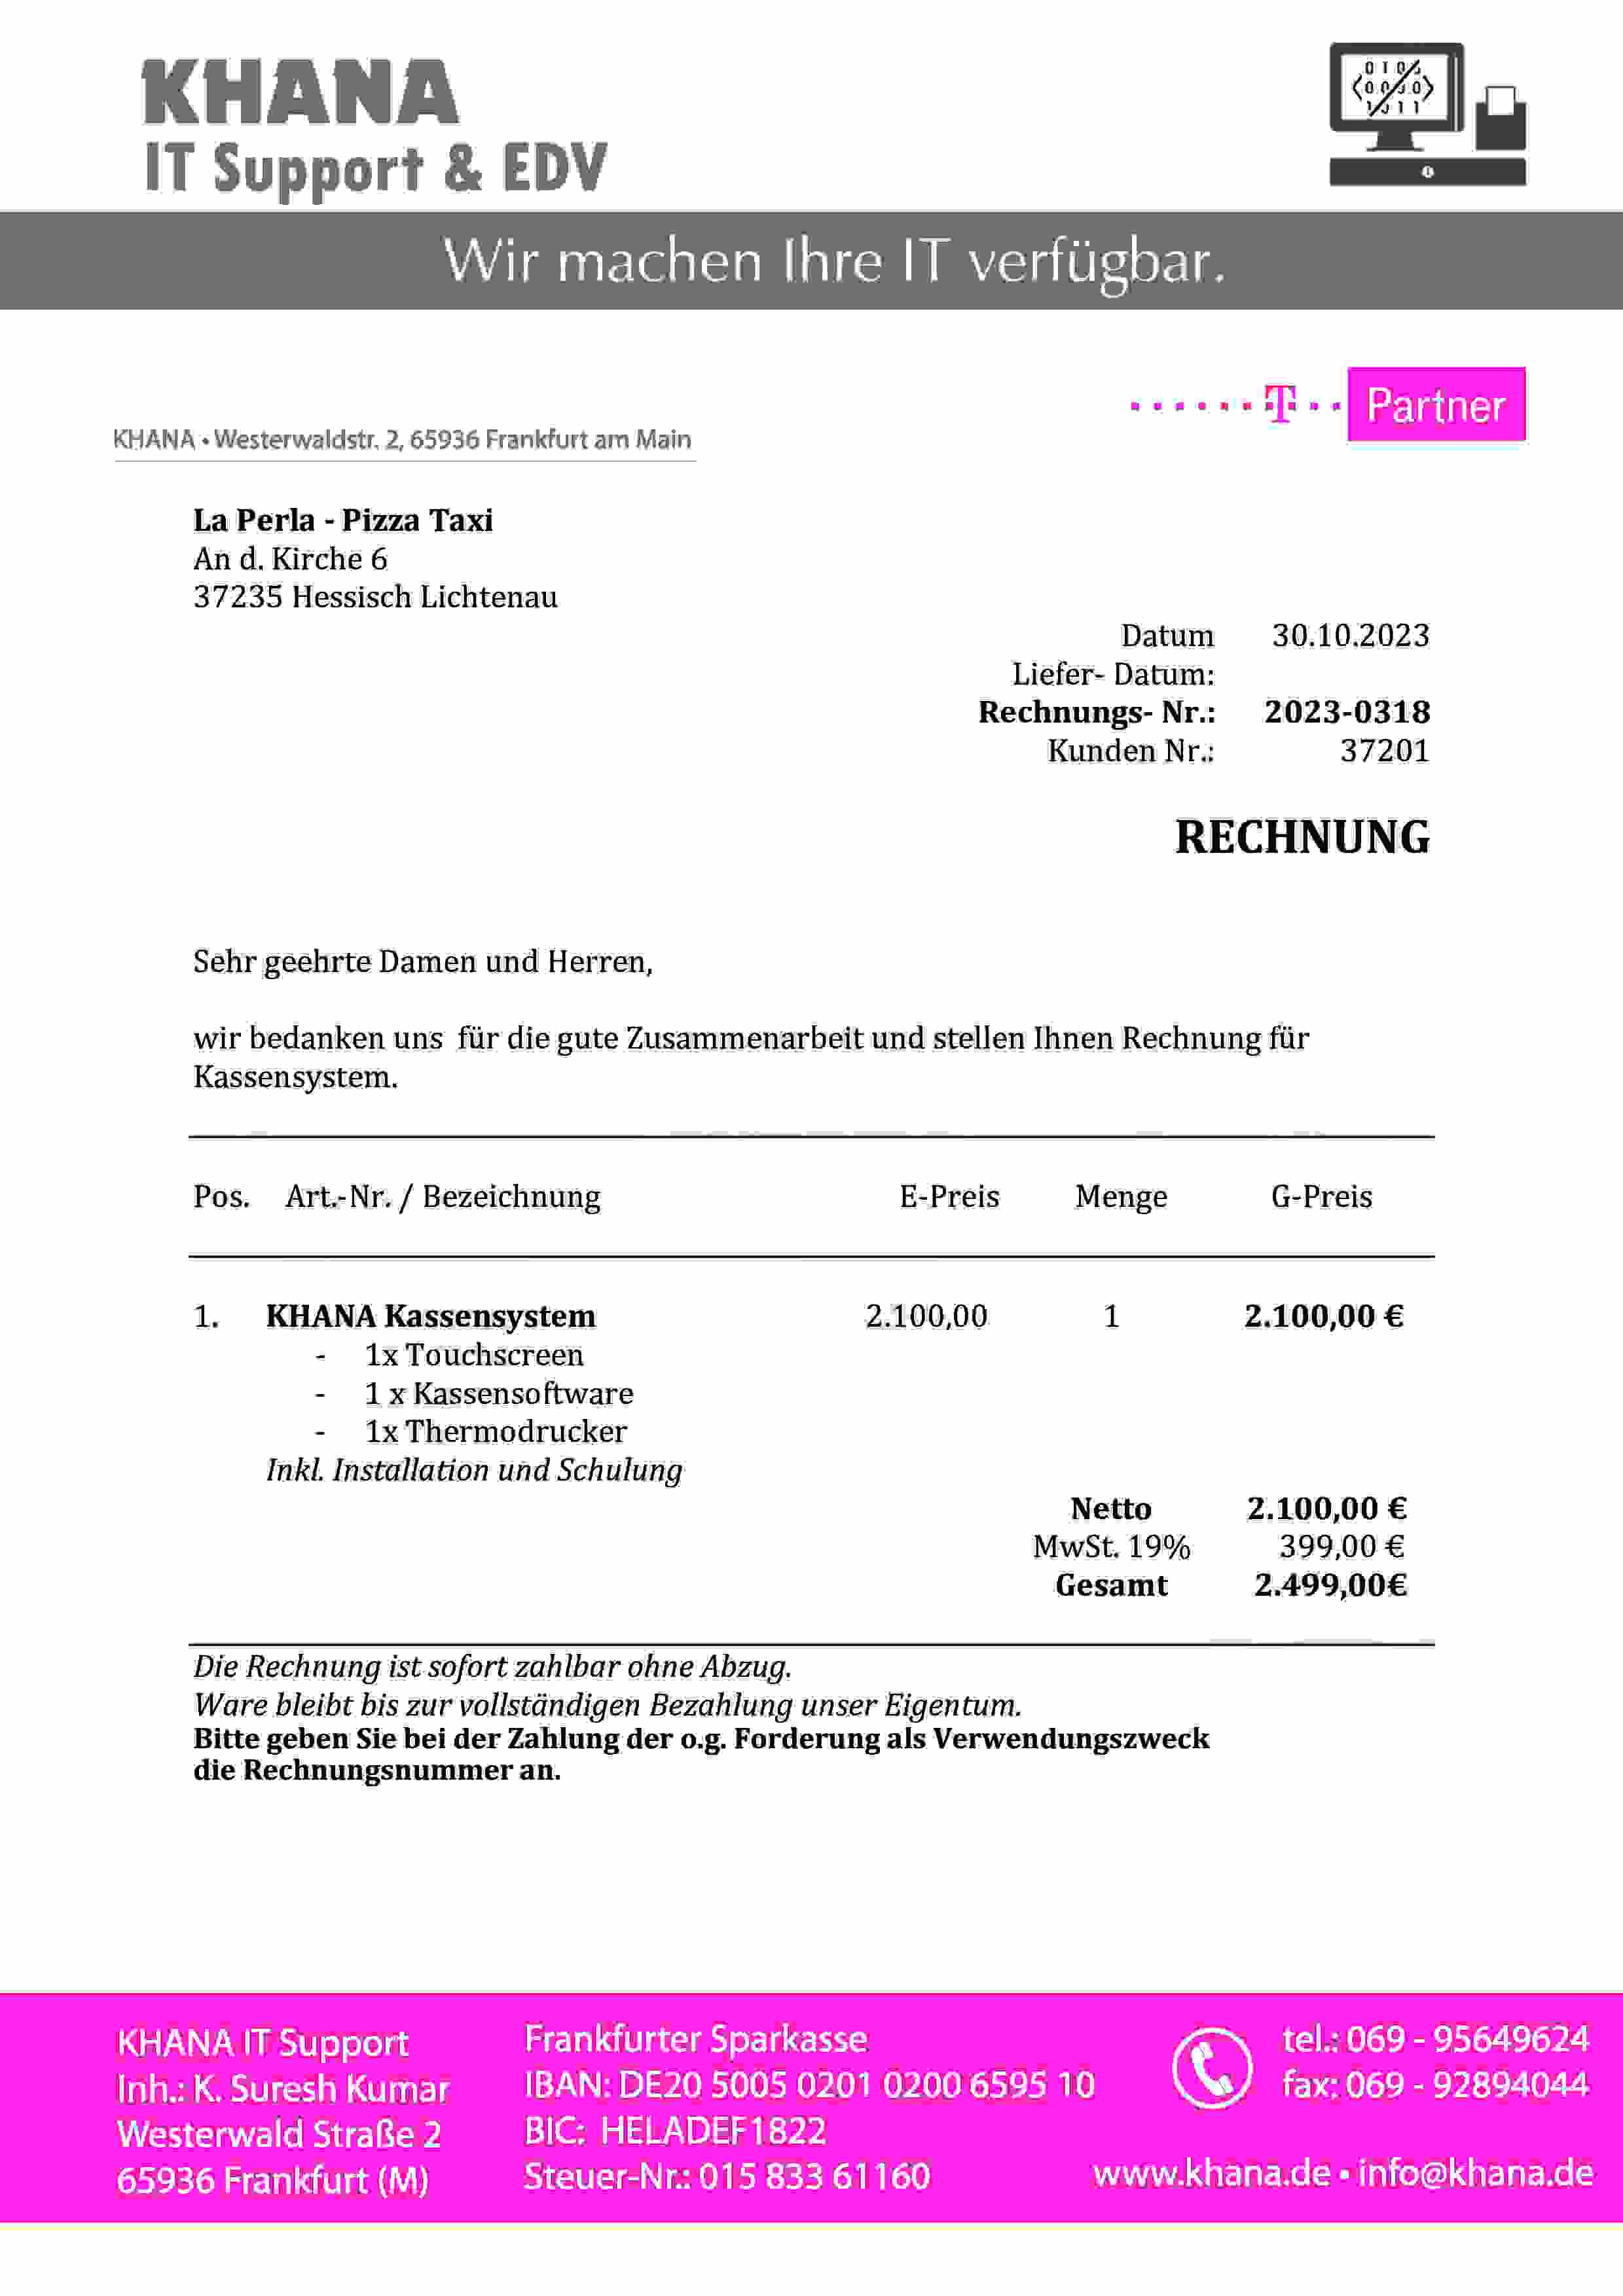 KHANA
IT Support & EDV
Wir machen Ihre IT verfügbar.
T Partner
KHANA • Westerwaldstr. 2, 65936 Frankfurt am Main
La Perla - Pizza Taxi
An d. Kirche 6
37235 Hessisch Lichtenau
Datum 30.10.2023
Liefer- Datum:
Rechnungs- Nr.: 2023-0318
Kunden Nr.: 37201
RECHNUNG
Sehr geehrte Damen und Herren,
wir bedanken uns für die gute Zusammenarbeit und stellen Ihnen Rechnung für
Kassensystem.
Pos. Art.-Nr. / Bezeichnung E-Preis Menge G-Preis
1. KHANA Kassensystem 2.100,00 1 2.100,00 €
- 1x Touchscreen
- 1 x Kassensoftware
- 1x Thermodrucker
Inkl. Installation und Schulung
Netto 2.100,00 €
MwSt. 19% 399,00 €
Gesamt 2.499,00€
Die Rechnung ist sofort zahlbar ohne Abzug.
Ware bleibt bis zur vollständigen Bezahlung unser Eigentum.
Bitte geben Sie bei der Zahlung der o.g. Forderung als Verwendungszweck
die Rechnungsnummer an.
KHANA IT Support
Inh.: K. Suresh Kumar
Westerwald Straße 2
65936 Frankfurt (M)
Frankfurter Sparkasse
IBAN: DE20 5005 0201 0200 6595 10
BIC: HELADEF1822
Steuer-Nr.: 015 833 61160
tel.: 069 - 95649624
fax: 069 - 92894044
www.khana.de • info@khana.de